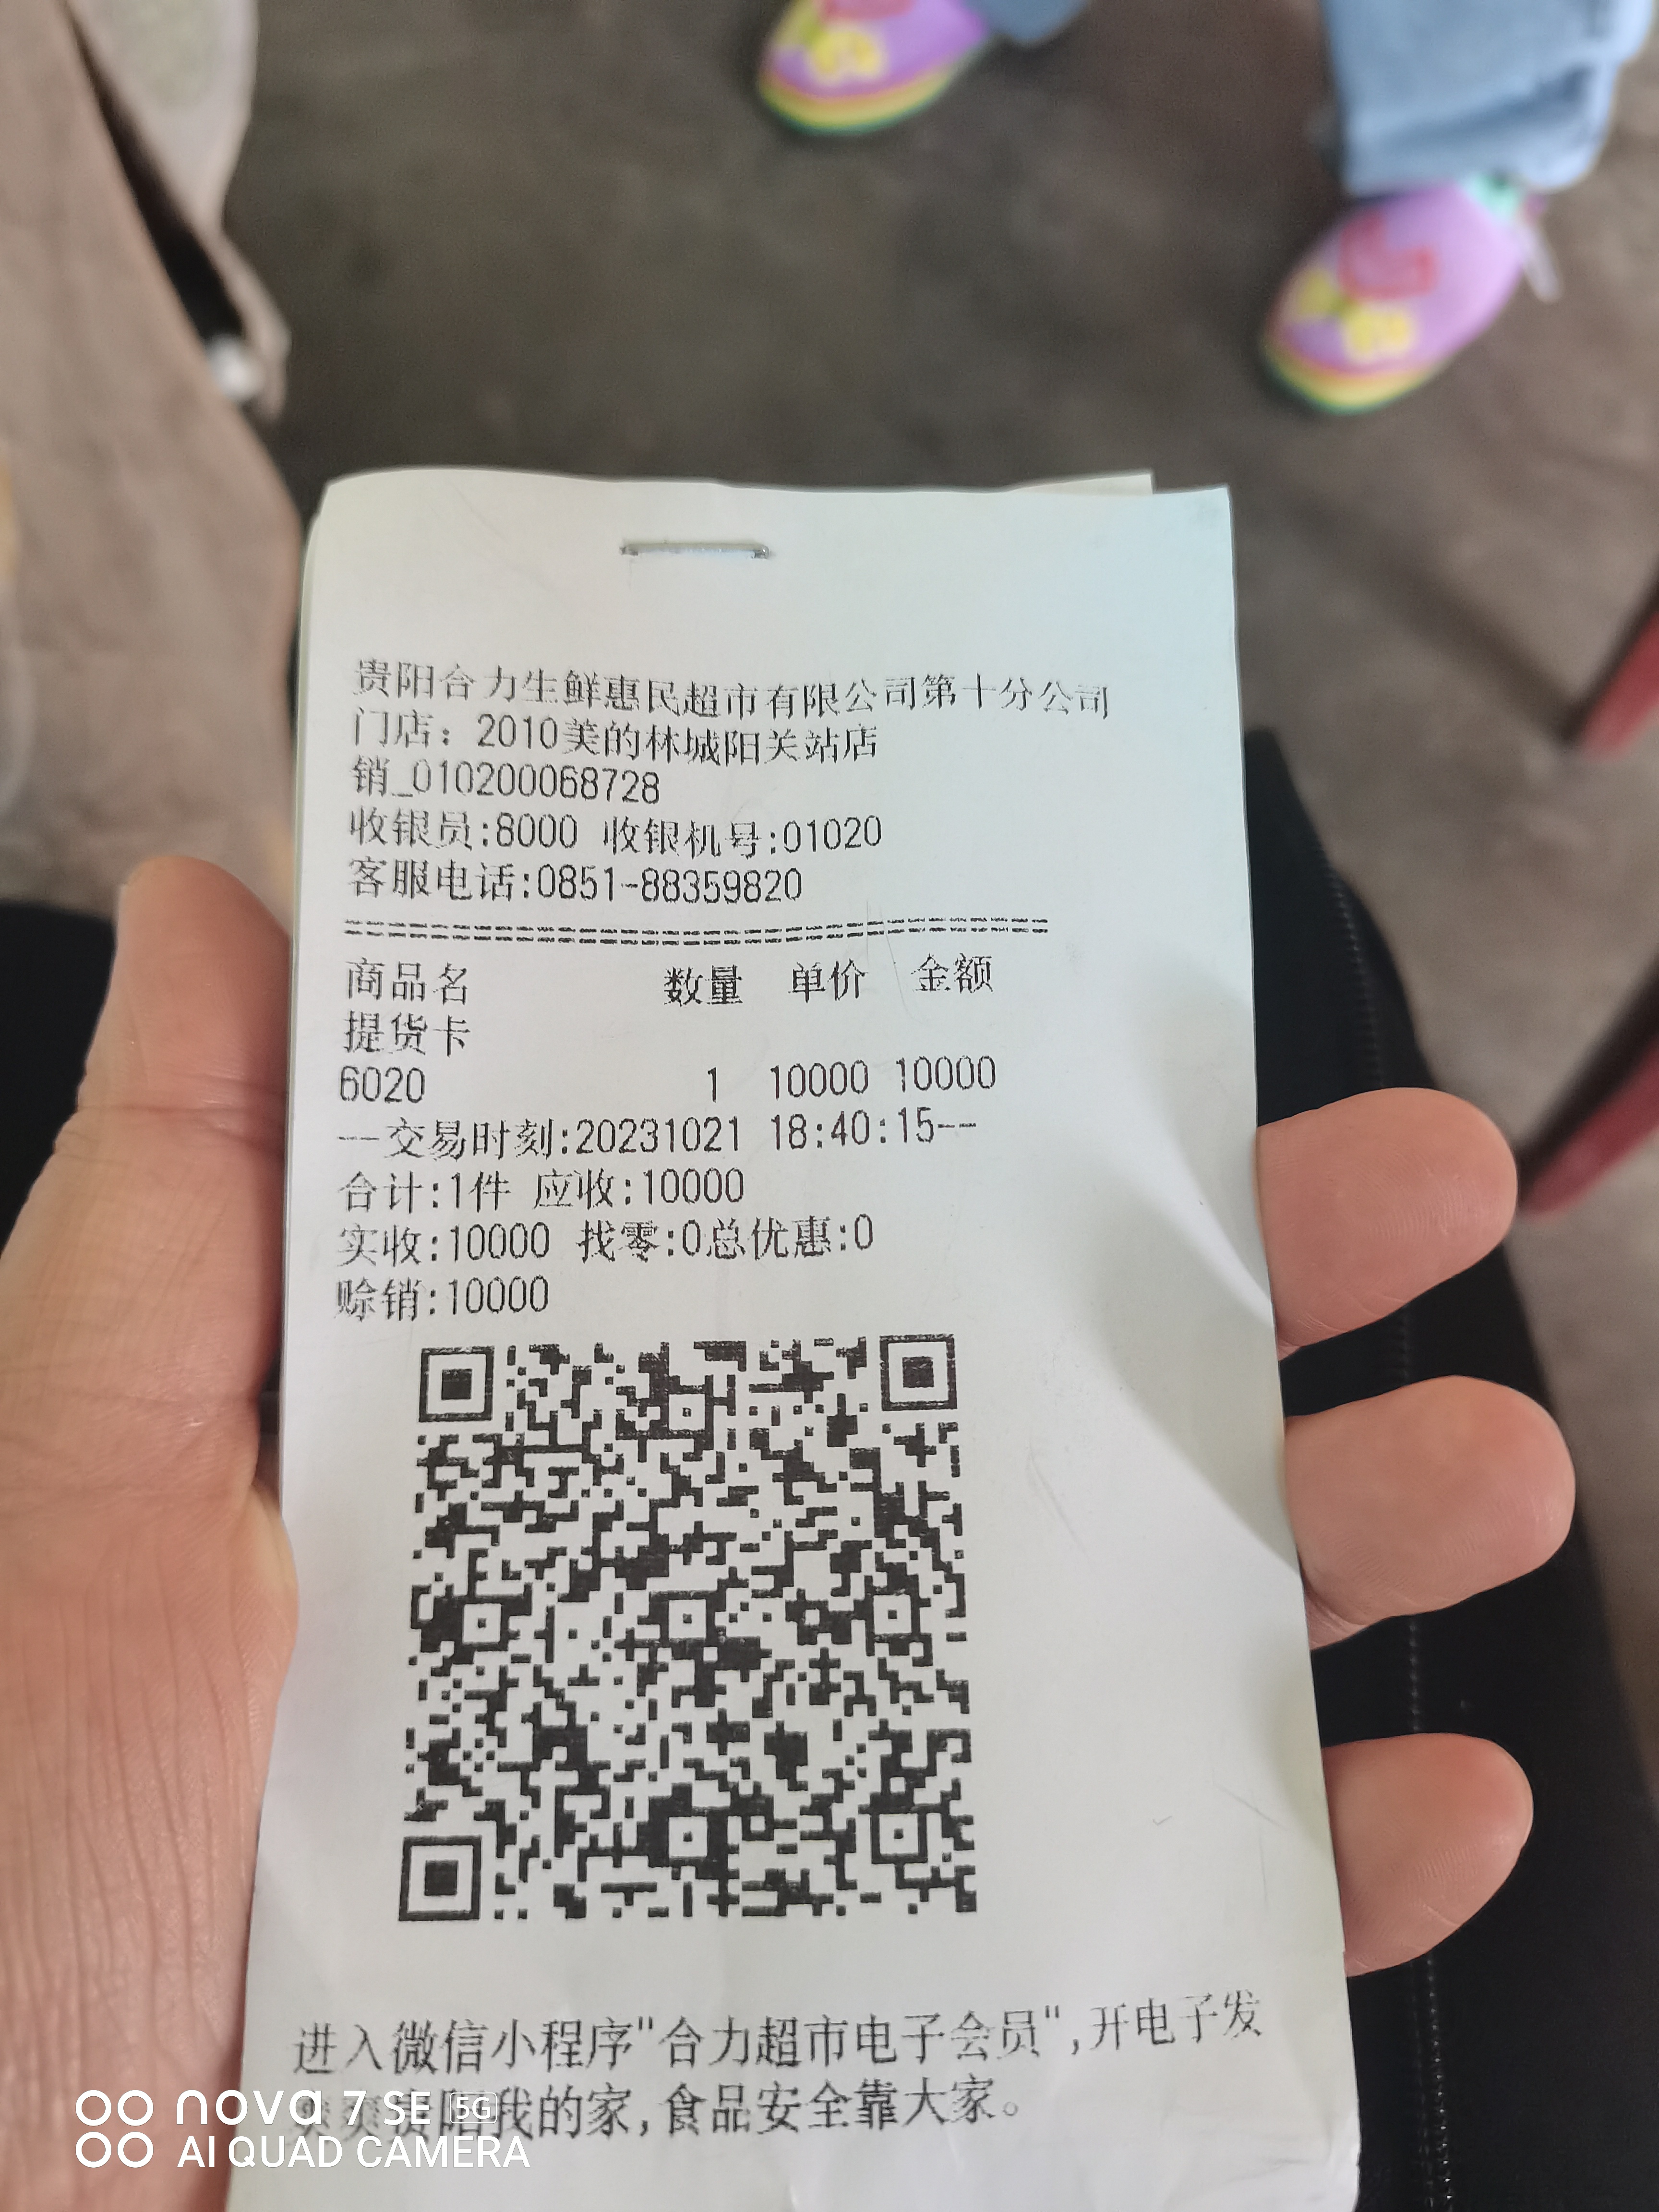 贵阳合力生鲜惠民超市有限公司第十分公司
门店：2010美的林城阳关站店
销_010200068728
收银员:8000 收银机号:01020
客服电话:0851-88359820
商品名 数量 单价 金额
提货卡
6020 1 10000 10000
--交易时刻:20231021 18:40:15--
合计:1件 应收:10000
实收:10000 找零:0总优惠:0
赊销:10000
进入微信小程序"合力超市电子会员",开电子发
爽爽贵阳我的家,食品安全靠大家。
nova 7 SE 5G
AI QUAD CAMERA